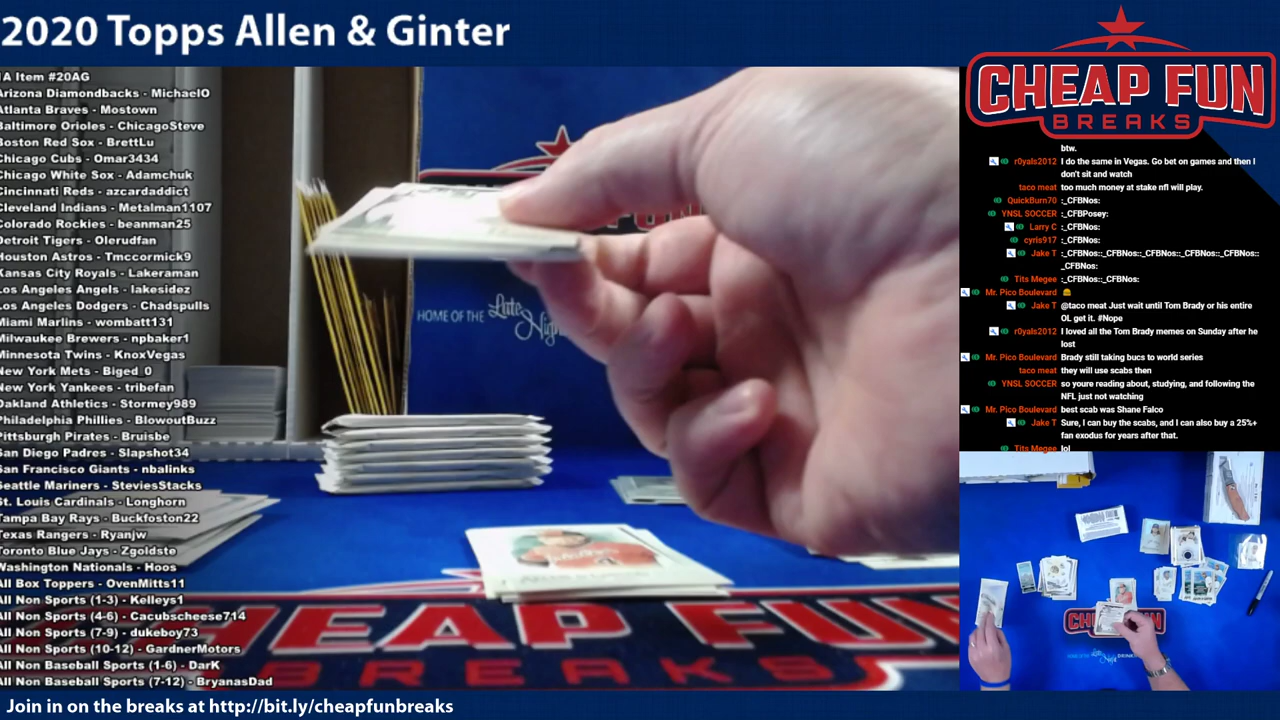 2020 Topps Allen & Ginter
1A Item #20AG
Arizona Diamondbacks - MichaelO
Atlanta Braves - Mostown
Baltimore Orioles - ChicagoSteve
Boston Red Sox - BrettLu
Chicago Cubs - Omar3434
Chicago White Sox - Adamchuk
Cincinnati Reds - azcardaddict
Cleveland Indians - Metalman1107
Colorado Rockies - beanman25
Detroit Tigers - Olerudfan
Houston Astros - Tmccormick9
Kansas City Royals - Lakeraman
Los Angeles Angels - lakesidez
Los Angeles Dodgers - Chadspulls
Miami Marlins - wombatt131
Milwaukee Brewers - npbaker1
Minnesota Twins - KnoxVegas
New York Mets - Biged_0
New York Yankees - tribefan
Oakland Athletics - Stormey989
Philadelphia Phillies - BlowoutBuzz
Pittsburgh Pirates - Bruisbe
San Diego Padres - Slapshot34
San Francisco Giants - nbalinks
Seattle Mariners - SteviesStacks
St. Louis Cardinals - Longhorn
Tampa Bay Rays - Buckfoston22
Texas Rangers - Ryanjw
Toronto Blue Jays - Zgoldste
Washington Nationals - Hoos
All Box Toppers - OvenMitts11
All Non Sports (1-3) - Kelleys1
All Non Sports (4-6) - Cacubscheese714
All Non Sports (7-9) - dukeboy73
All Non Sports (10-12) - GardnerMotors
All Non Baseball Sports (1-6) - DarK
All Non Baseball Sports (7-12) - BryanasDad
HOME OF THE Late
Nigh
CHEAP FUN
BREAKS
Join in on the breaks at http://bit.ly/cheapfunbreaks
CHEAP FUN
BREAKS
btw.
r0yals2012 I do the same in Vegas. Go bet on games and then I
don't sit and watch
taco meat too much money at stake nfl will play.
QuickBurn70 :_CFBNos:
YNSL SOCCER :_CFBPosey:
Larry C :_CFBNos:
cyris917 :_CFBNos:
Jake T :_CFBNos::_CFBNos::_CFBNos::_CFBNos::_CFBNos::
_CFBNos:
Tits Megee :_CFBNos::_CFBNos:
Mr. Pico Boulevard
Jake T @taco meat Just wait until Tom Brady or his entire
OL get it. #Nope
r0yals2012 I loved all the Tom Brady memes on Sunday after he
lost
Mr. Pico Boulevard Brady still taking bucs to world series
taco meat they will use scabs then
YNSL SOCCER so youre reading about, studying, and following the
NFL just not watching
Mr. Pico Boulevard best scab was Shane Falco
Jake T Sure, I can buy the scabs, and I can also buy a 25%+
fan exodus for years after that.
Tits Megee lol